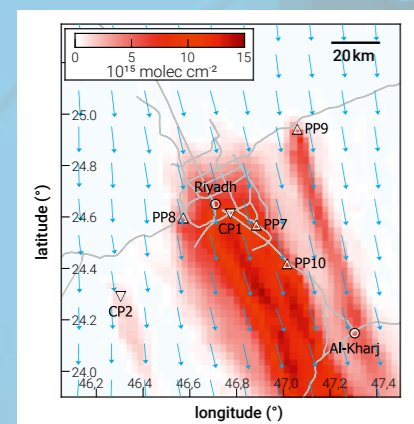 0 5 10 15
10¹⁵ molec cm⁻²
20 km
25.0
24.8
24.6
24.4
24.2
24.0
latitude (°)
PP9
Riyadh
PP8
PP7
CP1
PP10
CP2
Al-Kharj
46,2 46,4 46.6 46,8 47,0 47.2 47,4
longitude (°)